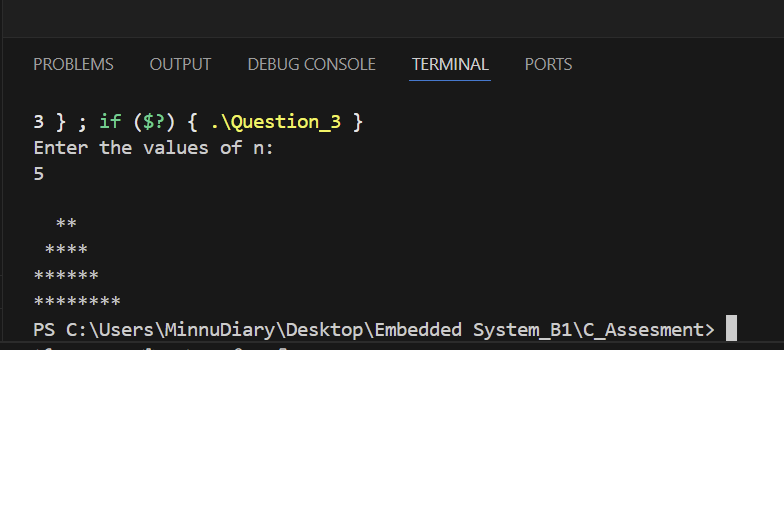 PROBLEMS OUTPUT DEBUG CONSOLE TERMINAL PORTS
3 } ; if ($?) { .\Question_3 }
Enter the values of n:
5
  **
 ****
******
********
PS C:\Users\MinnuDiary\Desktop\Embedded System_B1\C_Assesment>